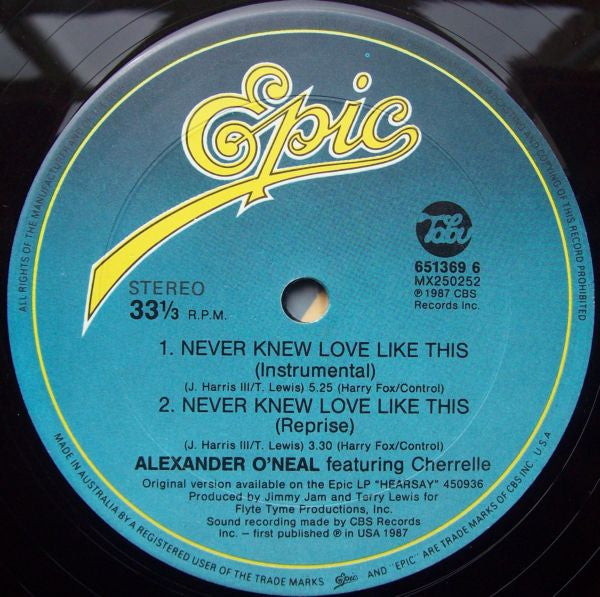 Epic
Tabu
651369 6
MX250252
℗ 1987 CBS
Records Inc.
STEREO
33⅓ R.P.M.
1. NEVER KNEW LOVE LIKE THIS
(Instrumental)
(J. Harris III/T. Lewis) 5.25 (Harry Fox/Control)
2. NEVER KNEW LOVE LIKE THIS
(Reprise)
(J. Harris III/T. Lewis) 3.30 (Harry Fox/Control)
ALEXANDER O'NEAL featuring Cherrelle
Original version available on the Epic LP "HEARSAY" 450936
Produced by Jimmy Jam and Terry Lewis for
Flyte Tyme Productions, Inc.
Sound recording made by CBS Records
Inc. – first published ℗ in USA 1987
ALL RIGHTS OF THE MANUFACTURER AND COPYING OF THIS RECORD PROHIBITED
MADE IN AUSTRALIA BY A REGISTERED USER OF THE TRADE MARKS Epic AND "EPIC" ARE TRADE MARKS OF CBS INC. U.S.A